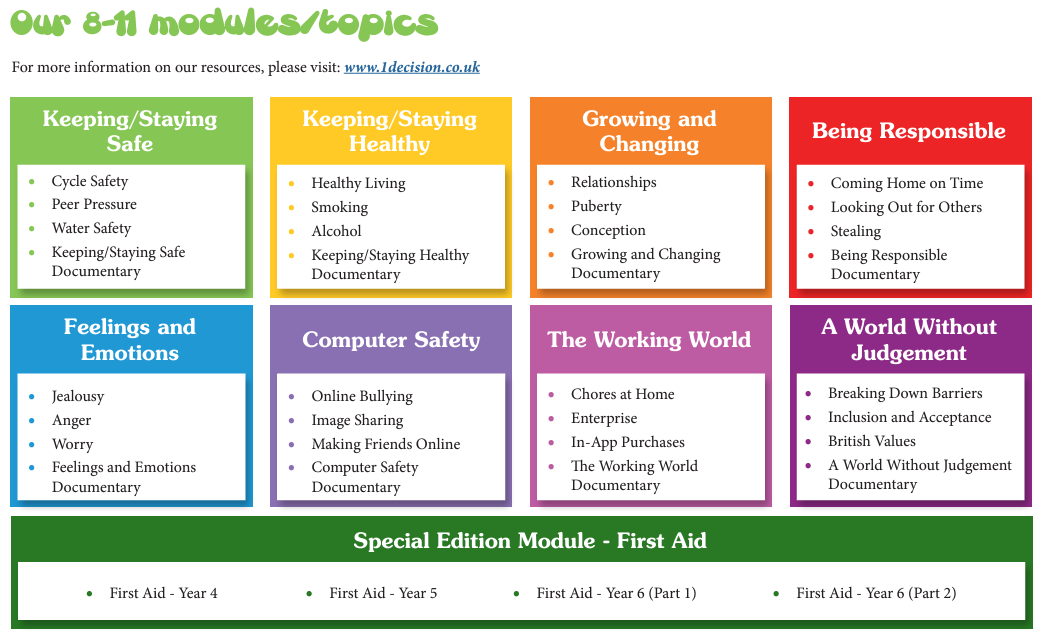 Our 8-11 modules/topics
For more information on our resources, please visit: www.1decision.co.uk
Keeping/Staying
Safe
• Cycle Safety
• Peer Pressure
• Water Safety
• Keeping/Staying Safe
Documentary
Keeping/Staying
Healthy
• Healthy Living
• Smoking
• Alcohol
• Keeping/Staying Healthy
Documentary
Growing and
Changing
• Relationships
• Puberty
• Conception
• Growing and Changing
Documentary
Being Responsible
• Coming Home on Time
• Looking Out for Others
• Stealing
• Being Responsible
Documentary
Feelings and
Emotions
• Jealousy
• Anger
• Worry
• Feelings and Emotions
Documentary
Computer Safety
• Online Bullying
• Image Sharing
• Making Friends Online
• Computer Safety
Documentary
The Working World
• Chores at Home
• Enterprise
• In-App Purchases
• The Working World
Documentary
A World Without
Judgement
• Breaking Down Barriers
• Inclusion and Acceptance
• British Values
• A World Without Judgement
Documentary
Special Edition Module - First Aid
• First Aid - Year 4
• First Aid - Year 5
• First Aid - Year 6 (Part 1)
• First Aid - Year 6 (Part 2)